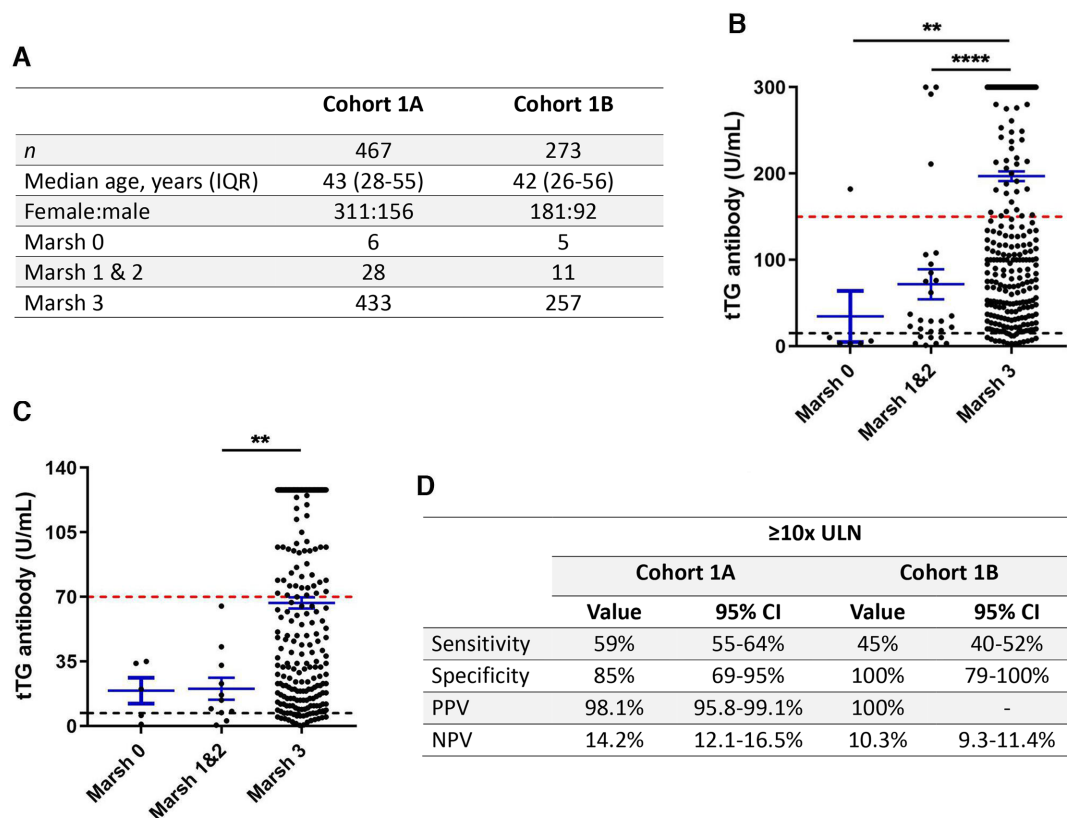 A
Cohort 1A Cohort 1B
n 467 273
Median age, years (IQR) 43 (28-55) 42 (26-56)
Female:male 311:156 181:92
Marsh 0 6 5
Marsh 1 & 2 28 11
Marsh 3 433 257
B
**
****
tTG antibody (U/mL)
300
200
100
0
Marsh 0
Marsh 1&2
Marsh 3
C
**
tTG antibody (U/mL)
140
105
70
35
0
Marsh 0
Marsh 1&2
Marsh 3
D
≥10x ULN
Cohort 1A Cohort 1B
Value 95% CI Value 95% CI
Sensitivity 59% 55-64% 45% 40-52%
Specificity 85% 69-95% 100% 79-100%
PPV 98.1% 95.8-99.1% 100% -
NPV 14.2% 12.1-16.5% 10.3% 9.3-11.4%